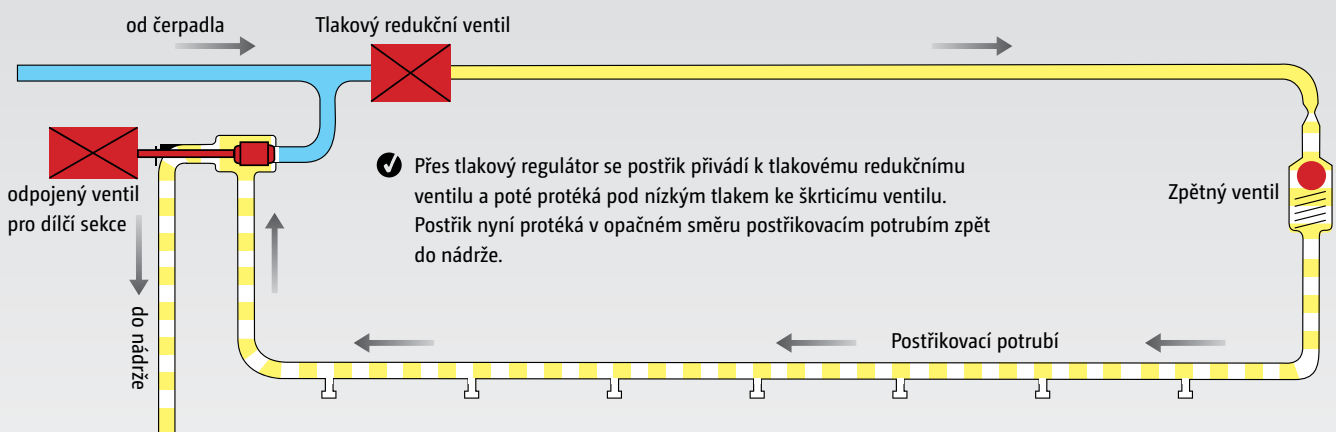 od čerpadla
Tlakový redukční ventil
odpojený ventil
pro dílčí sekce
Přes tlakový regulátor se postřik přivádí k tlakovému redukčnímu
ventilu a poté protéká pod nízkým tlakem ke škrticímu ventilu.
Postřik nyní protéká v opačném směru postřikovacím potrubím zpět
do nádrže.
Zpětný ventil
do nádrže
Postřikovací potrubí